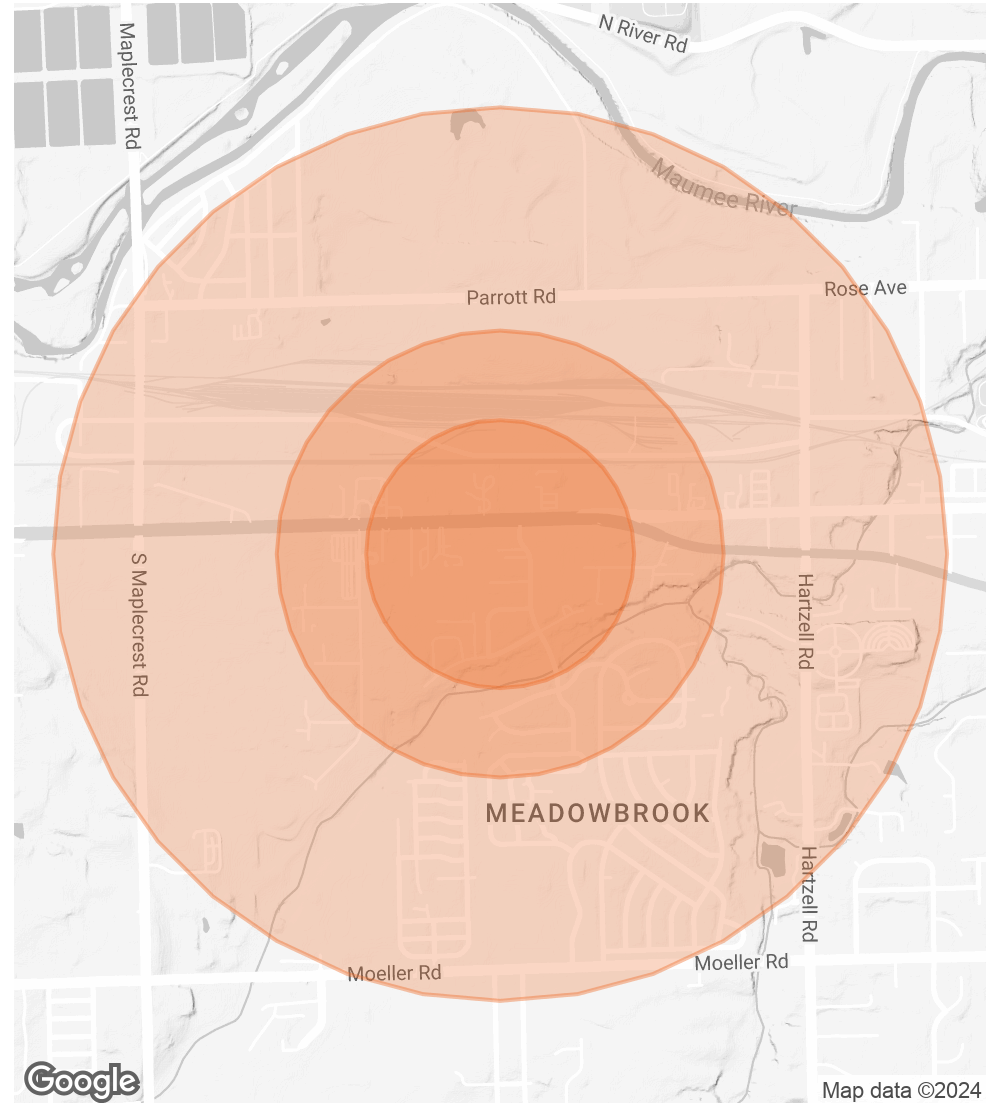 N River Rd
Maplecrest Rd
Maumee River
Rose Ave
Parrott Rd
S Maplecrest Rd
Hartzell Rd
MEADOWBROOK
Hartzell Rd
Moeller Rd
Moeller Rd
Google
Map data ©2024